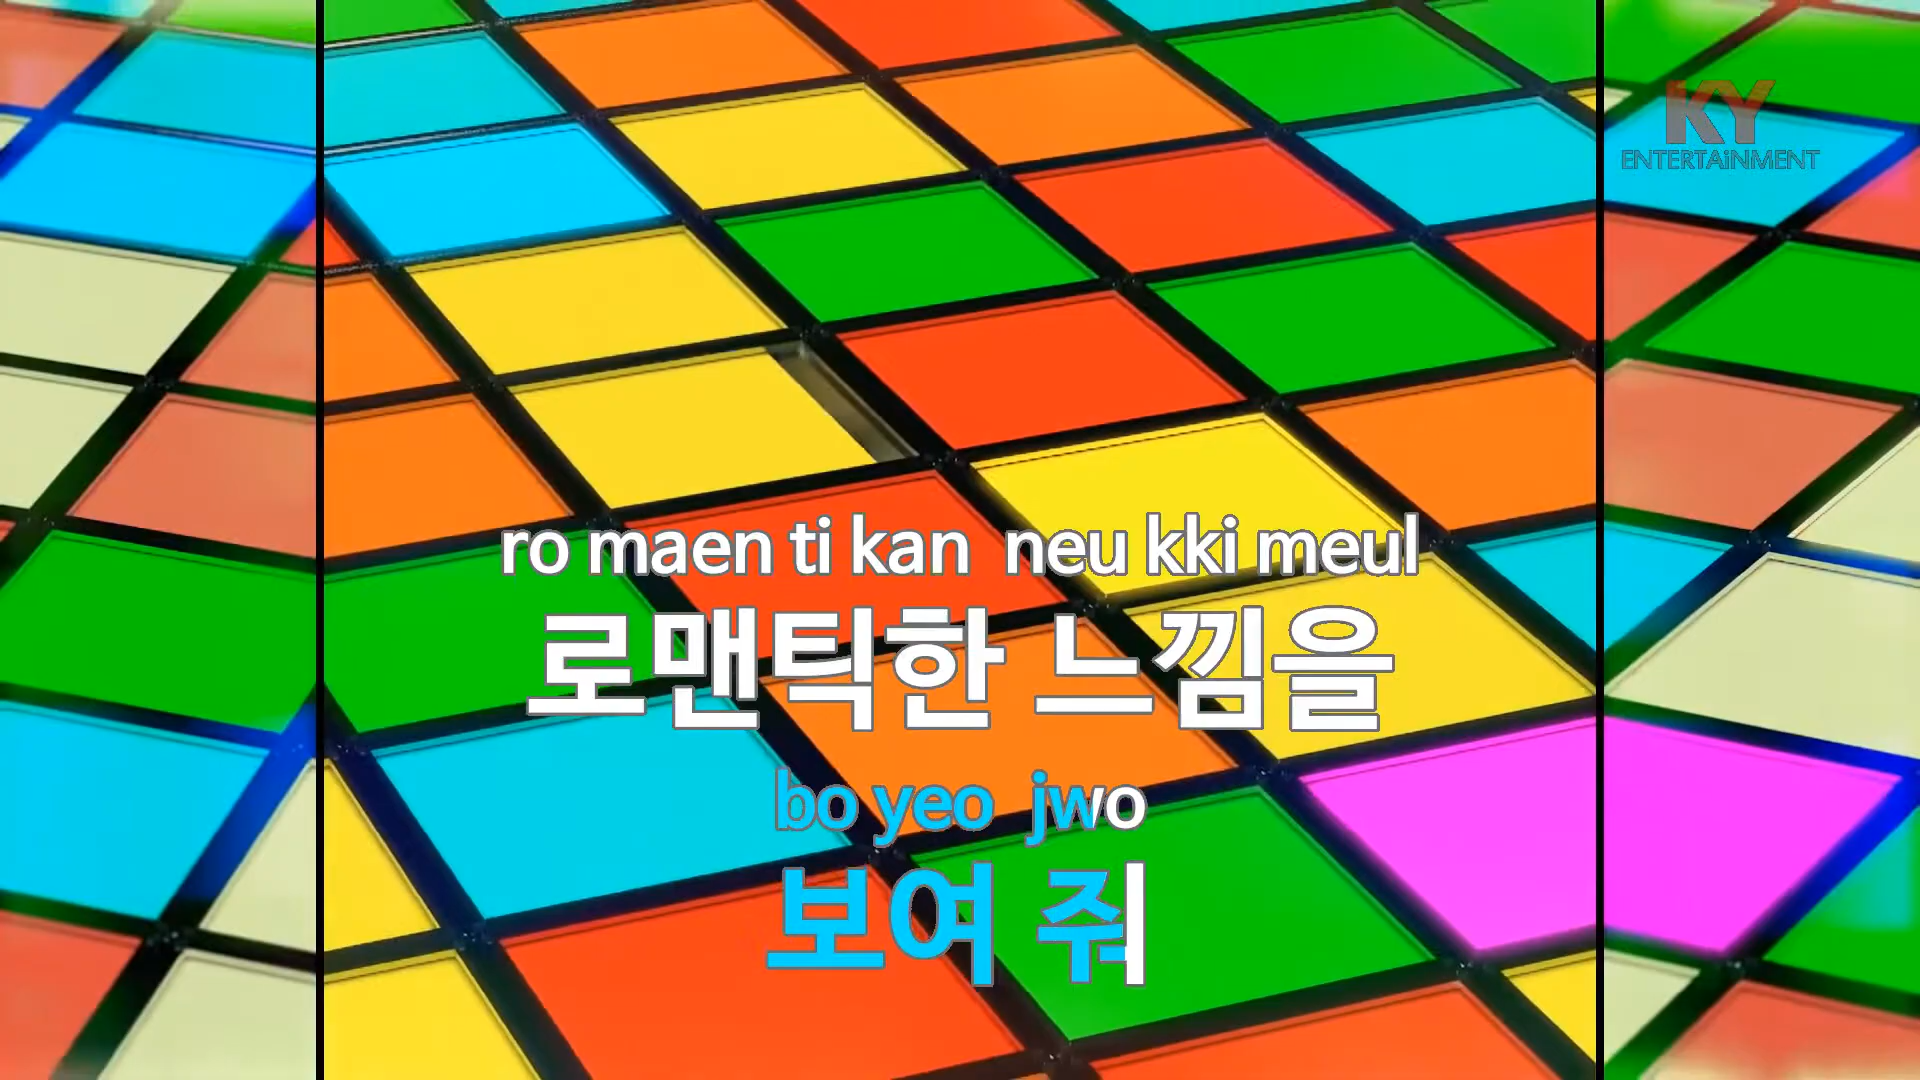 KY
ENTERTAiNMENT
ro maen ti kan neu kki meul
로맨틱한 느낌을
bo yeo jwo
보여 줘